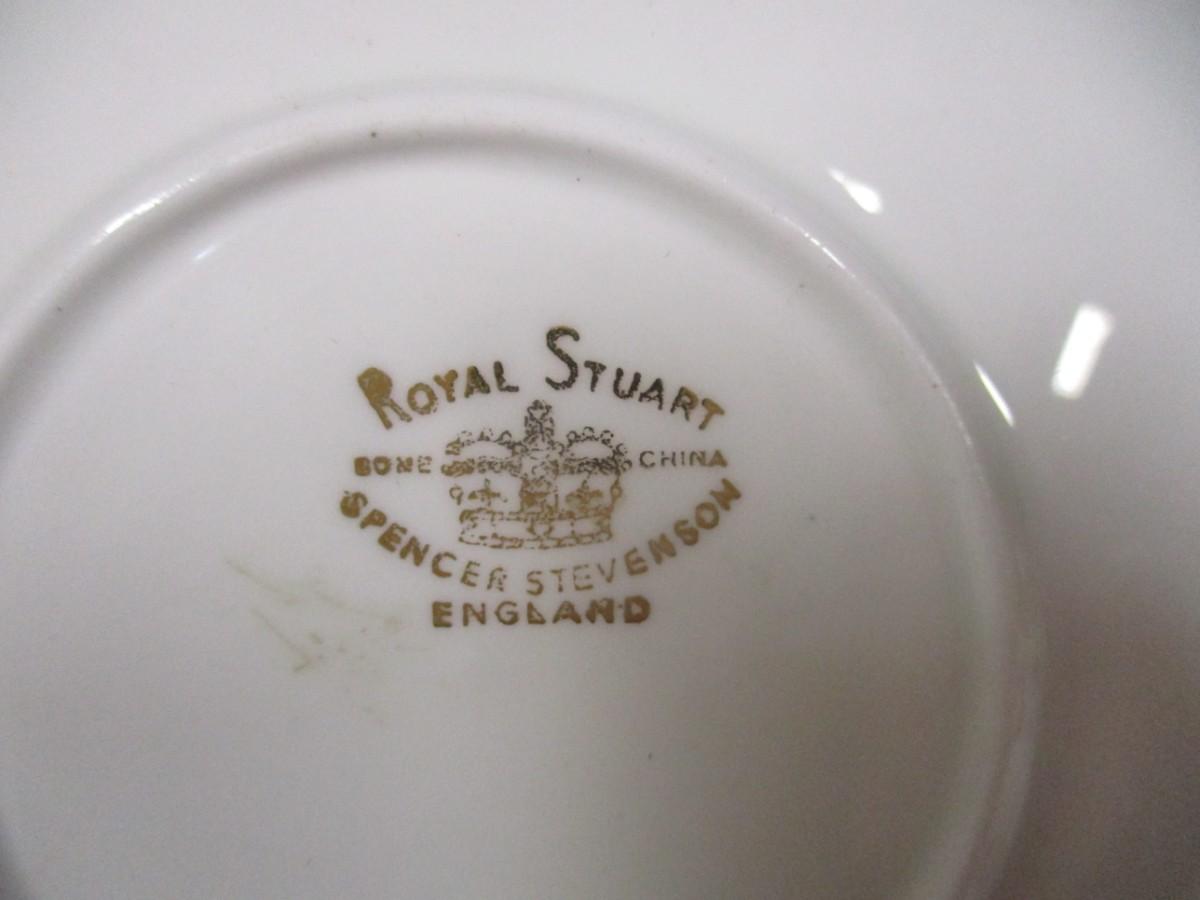 ROYAL STUART
BONE CHINA
SPENCER STEVENSON
ENGLAND